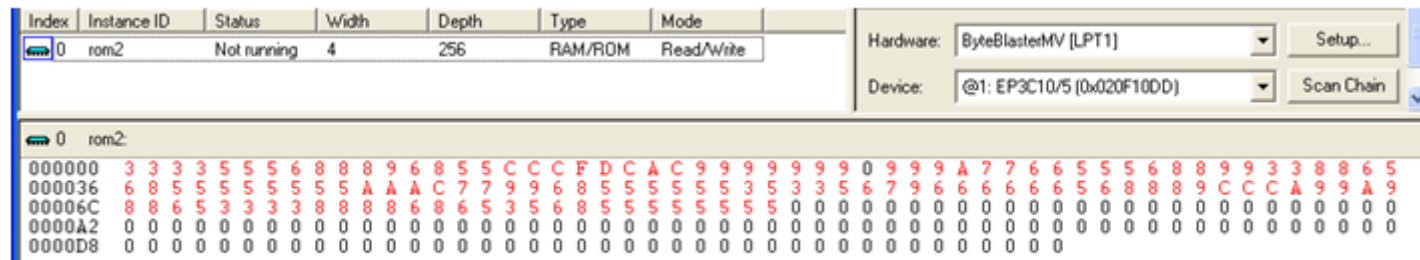 Index Instance ID Status Width Depth Type Mode
0 rom2 Not running 4 256 RAM/ROM Read/Write
Hardware: ByteBlasterMV [LPT1] Setup...
Device: @1: EP3C10/5 (0x020F10DD) Scan Chain
0 rom2:
000000 3 3 3 3 5 5 5 6 8 8 8 9 6 8 5 5 C C C F D C A C 9 9 9 9 9 9 9 0 9 9 9 A 7 7 6 6 5 5 5 6 8 8 9 9 3 3 8 8 6 5
000036 6 8 5 5 5 5 5 5 5 5 A A A C 7 7 9 9 6 8 5 5 5 5 5 5 3 5 3 3 5 6 7 9 6 6 6 6 6 6 5 6 8 8 8 9 C C C A 9 9 A 9
00006C 8 8 6 5 3 3 3 3 8 8 8 8 6 8 6 5 3 5 6 8 5 5 5 5 5 5 5 5 0 0 0 0 0 0 0 0 0 0 0 0 0 0 0 0 0 0 0 0 0 0 0 0 0 0
0000A2 0 0 0 0 0 0 0 0 0 0 0 0 0 0 0 0 0 0 0 0 0 0 0 0 0 0 0 0 0 0 0 0 0 0 0 0 0 0 0 0 0 0 0 0 0 0 0 0 0 0 0 0 0 0
0000D8 0 0 0 0 0 0 0 0 0 0 0 0 0 0 0 0 0 0 0 0 0 0 0 0 0 0 0 0 0 0 0 0 0 0 0 0 0 0 0 0